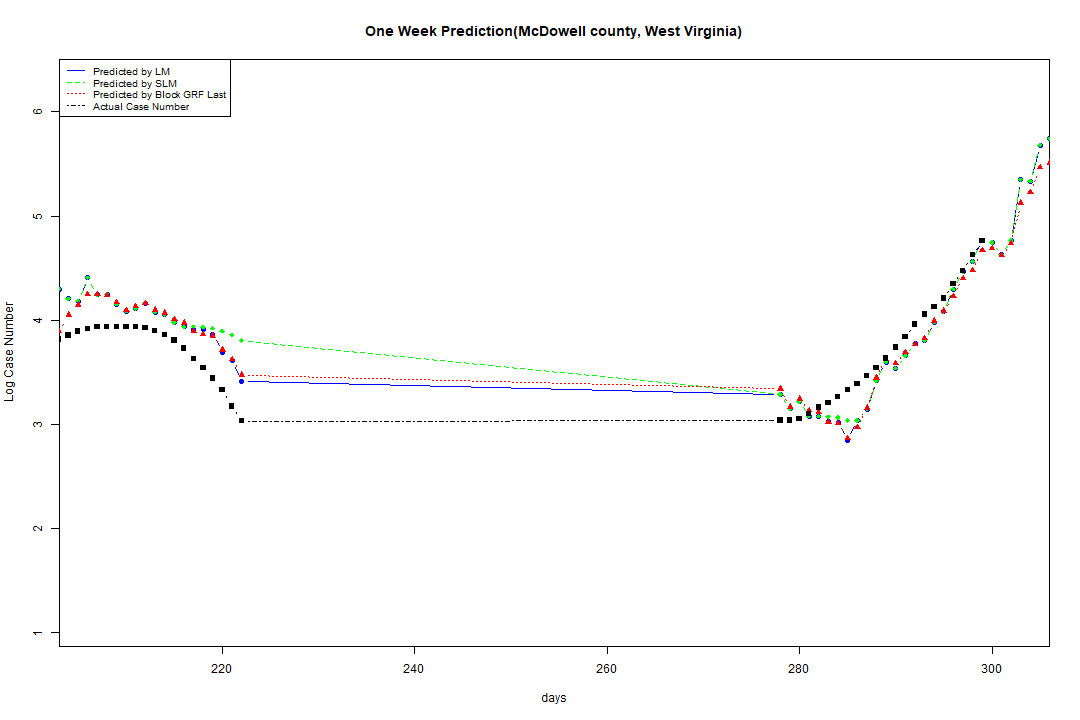 One Week Prediction(McDowell county, West Virginia)
Predicted by LM
Predicted by SLM
Predicted by Block GRF Last
Actual Case Number
6
5
4
3
2
1
Log Case Number
220 240 260 280 300
days